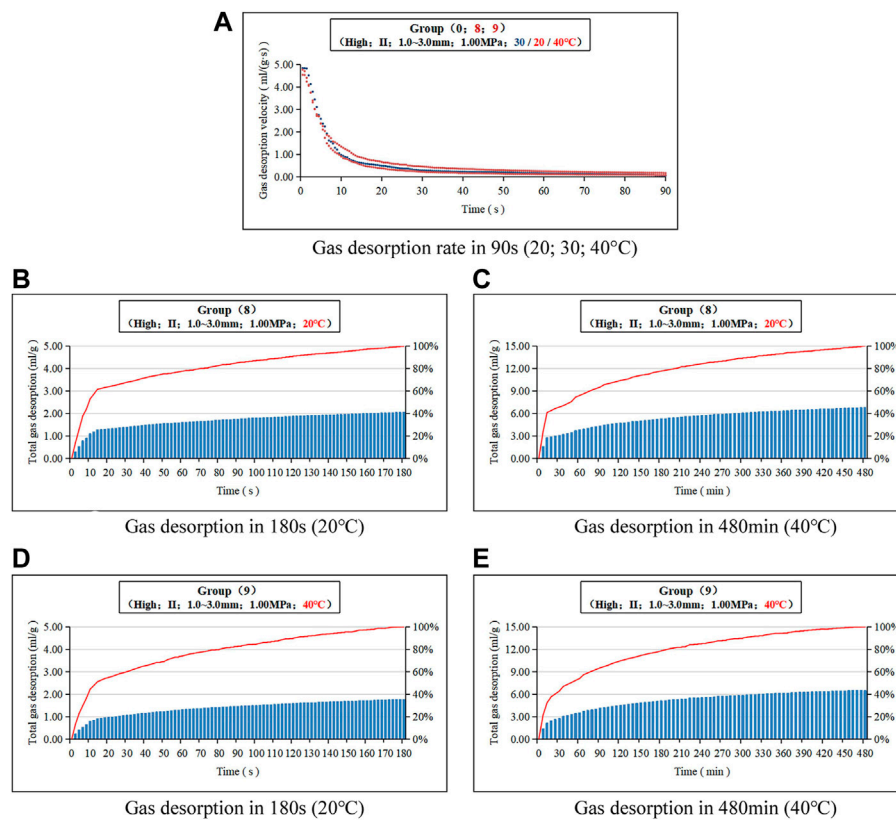 A
Group（0；8；9）
（High；II；1.0~3.0mm；1.00MPa；30 / 20 / 40°C）
Gas desorption velocity ( ml/(g·s)
5.00
4.00
3.00
2.00
1.00
0.00
0 10 20 30 40 50 60 70 80 90
Time ( s )
Gas desorption rate in 90s (20; 30; 40°C)
B
Group（8）
（High；II；1.0~3.0mm；1.00MPa；20°C）
Total gas desorption (ml/g)
5.00 100%
4.00 80%
3.00 60%
2.00 40%
1.00 20%
0.00 0%
0 10 20 30 40 50 60 70 80 90 100 110 120 130 140 150 160 170 180
Time ( s )
Gas desorption in 180s (20°C)
C
Group（8）
（High；II；1.0~3.0mm；1.00MPa；20°C）
Total gas desorption (ml/g)
15.00 100%
12.00 80%
9.00 60%
6.00 40%
3.00 20%
0.00 0%
0 30 60 90 120 150 180 210 240 270 300 330 360 390 420 450 480
Time ( min )
Gas desorption in 480min (40°C)
D
Group（9）
（High；II；1.0~3.0mm；1.00MPa；40°C）
Total gas desorption (ml/g)
5.00 100%
4.00 80%
3.00 60%
2.00 40%
1.00 20%
0.00 0%
0 10 20 30 40 50 60 70 80 90 100 110 120 130 140 150 160 170 180
Time ( s )
Gas desorption in 180s (20°C)
E
Group（9）
（High；II；1.0~3.0mm；1.00MPa；40°C）
Total gas desorption (ml/g)
15.00 100%
12.00 80%
9.00 60%
6.00 40%
3.00 20%
0.00 0%
0 30 60 90 120 150 180 210 240 270 300 330 360 390 420 450 480
Time ( min )
Gas desorption in 480min (40°C)